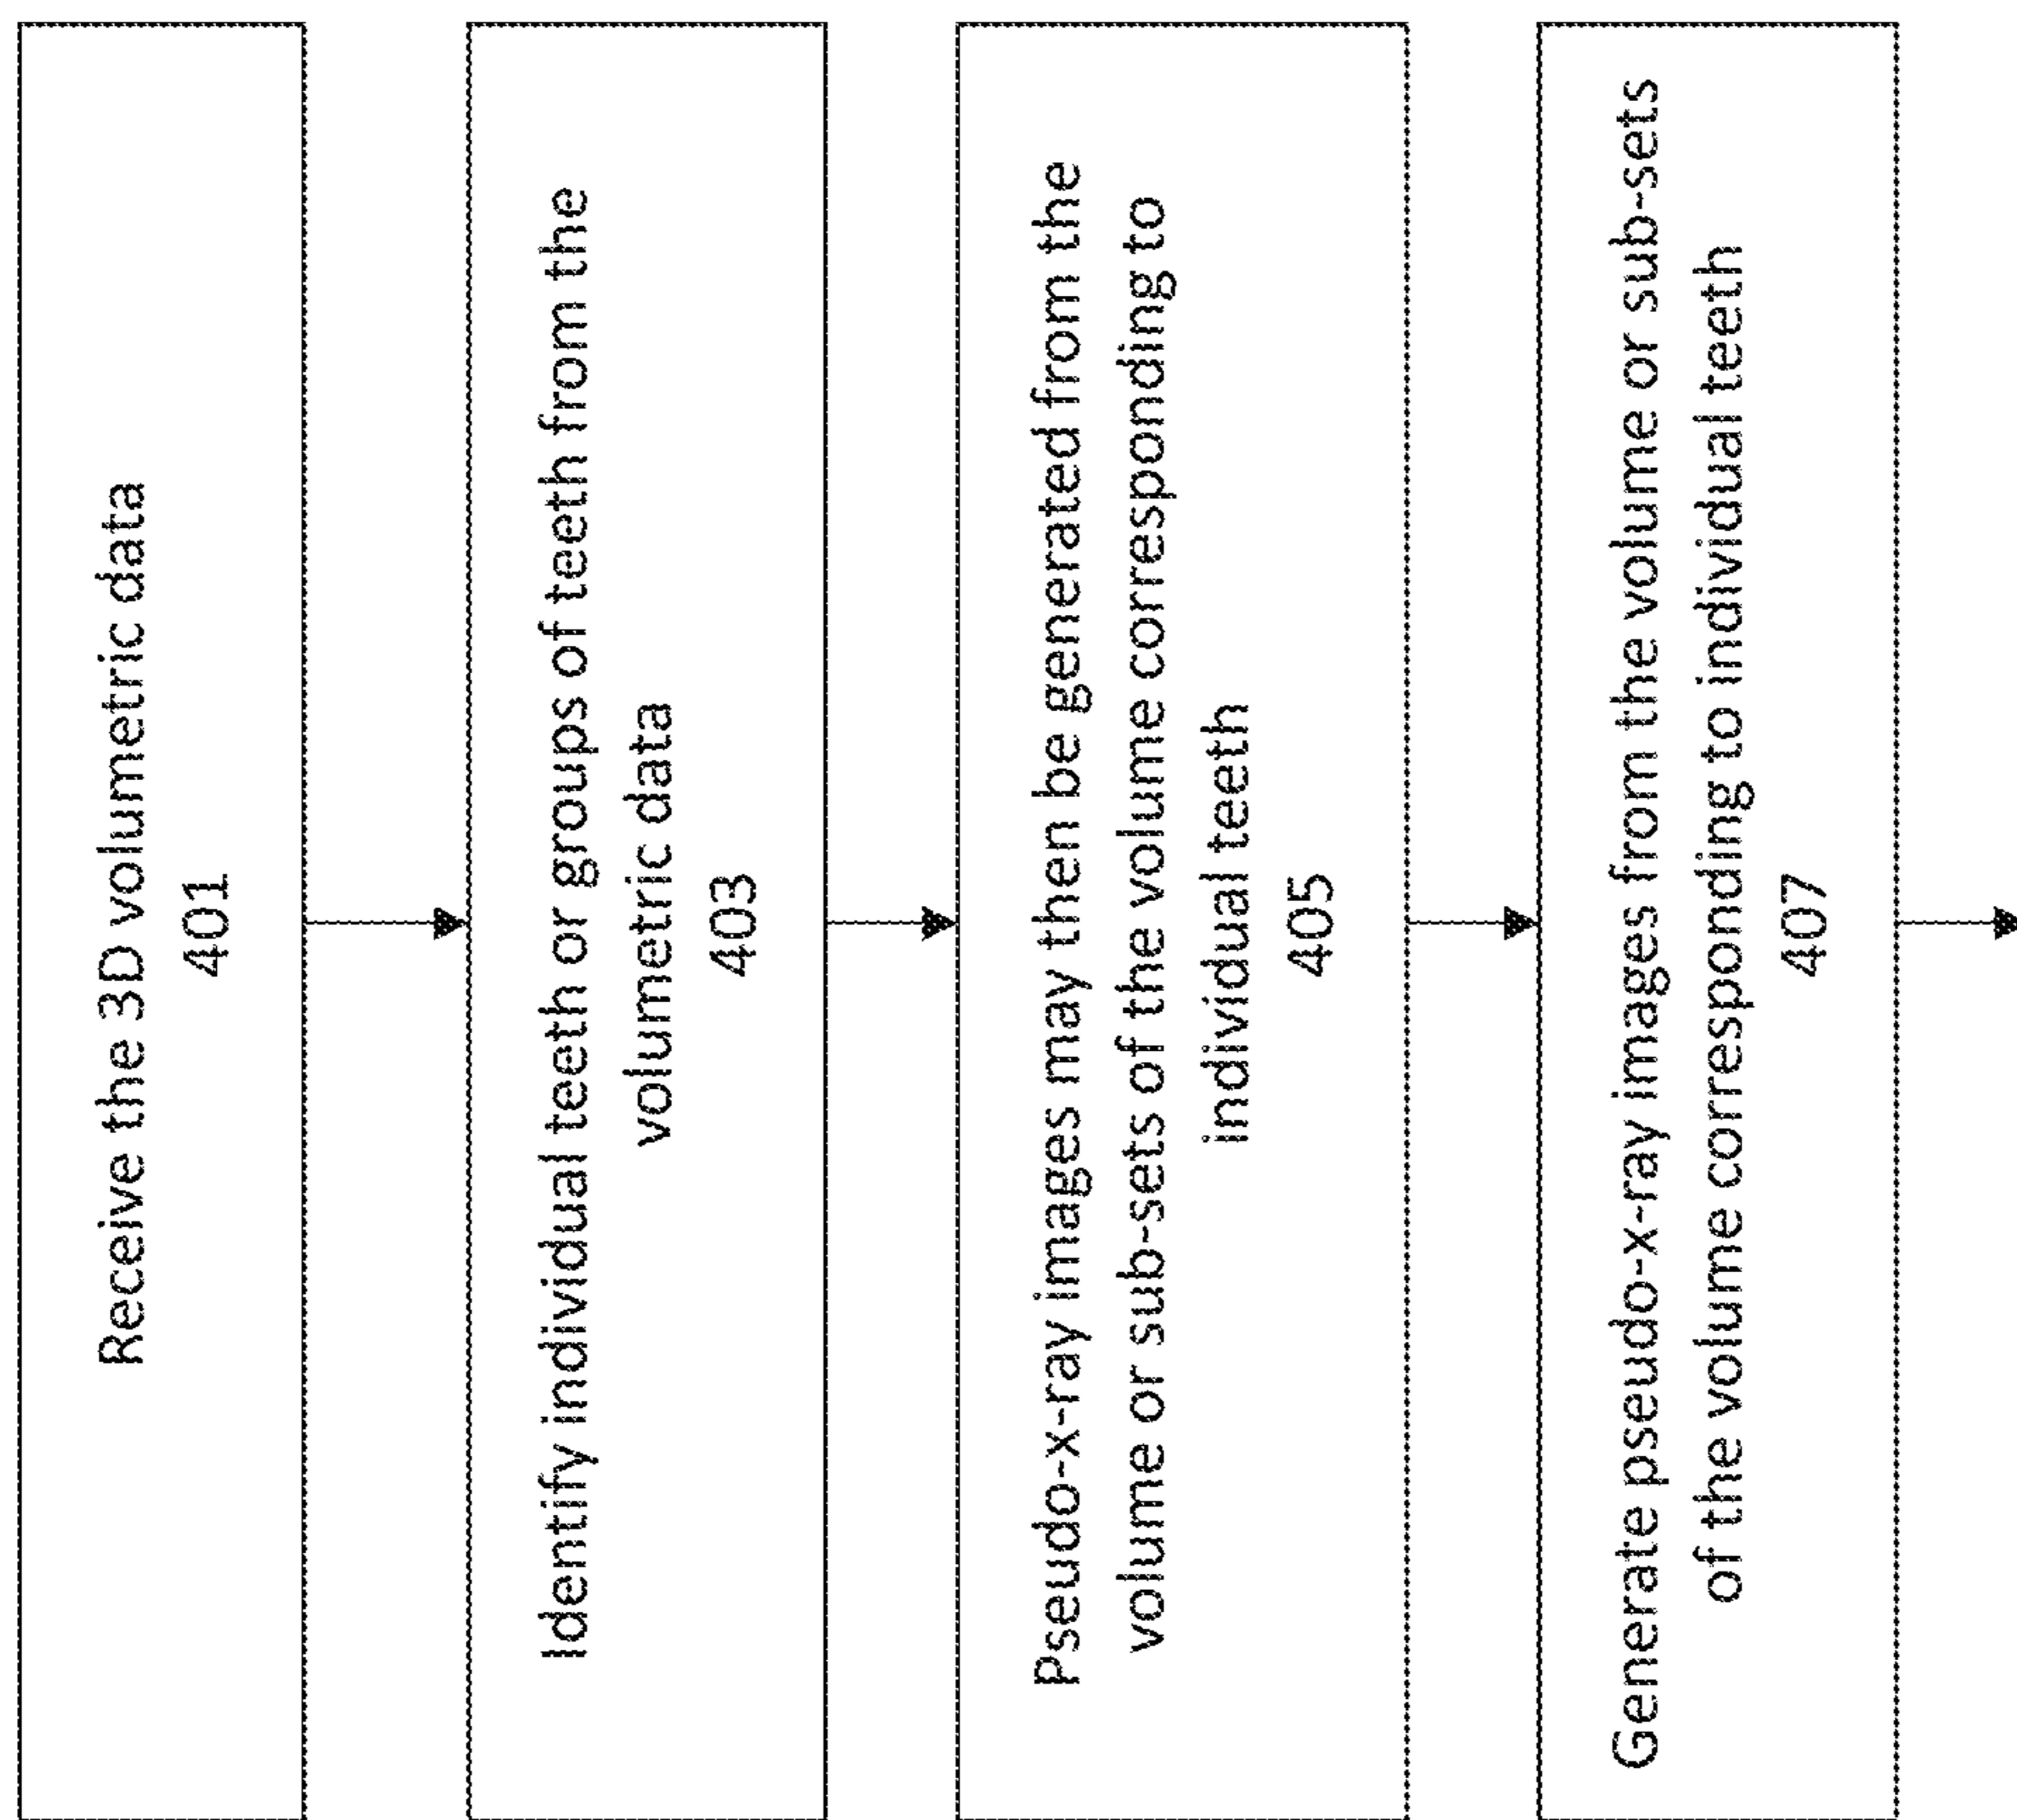 Receive the 3D volumetric data
401
Identify individual teeth or groups of teeth from the
volumetric data
403
Pseudo-x-ray images may then be generated from the
volume or sub-sets of the volume corresponding to
individual teeth
405
Generate pseudo-x-ray images from the volume or sub-sets
of the volume corresponding to individual teeth
407